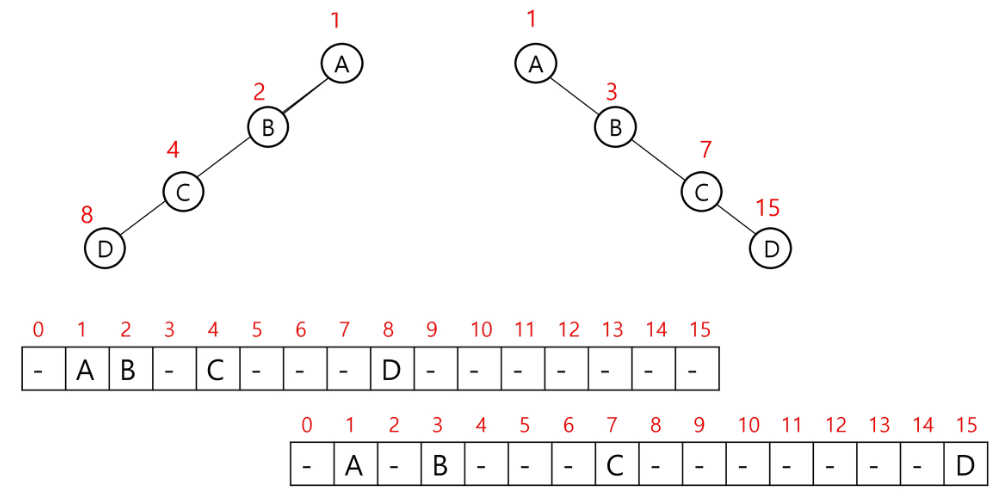 1 1
A A
2 3
B B
4 7
C C
8 15
D D
0 1 2 3 4 5 6 7 8 9 10 11 12 13 14 15
- A B - C - - - D - - - - - - -
0 1 2 3 4 5 6 7 8 9 10 11 12 13 14 15
- A - B - - - C - - - - - - - D